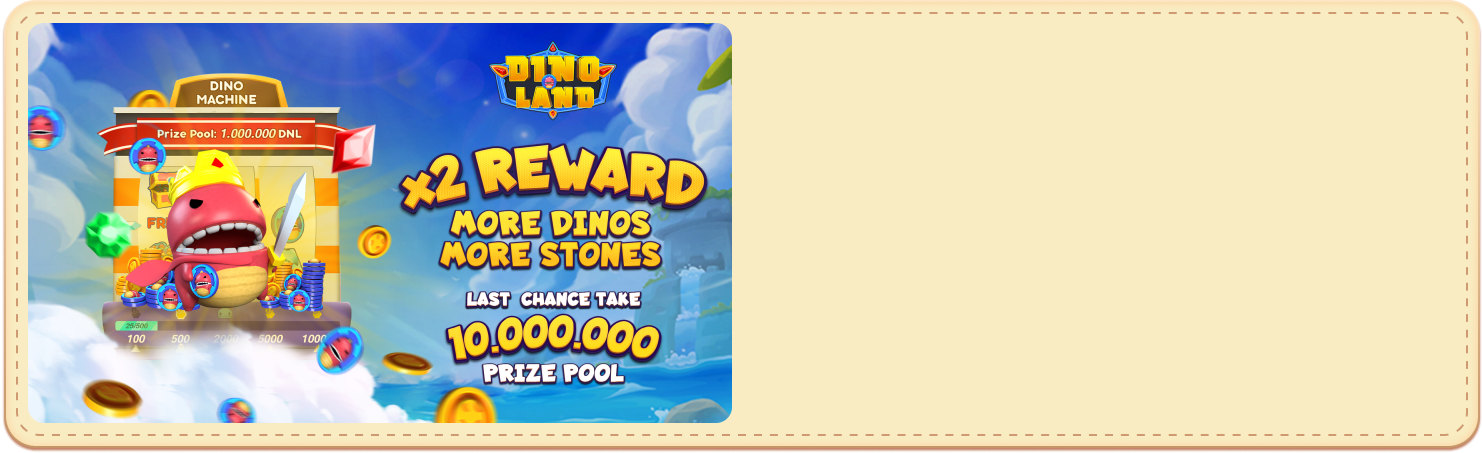 DINO
LAND
DINO
MACHINE
Prize Pool: 1.000.000 DNL
x2 REWARD
MORE DINOS
MORE STONES
LAST CHANCE TAKE
10.000.000
PRIZE POOL
25/500
100 500 2000 5000 1000